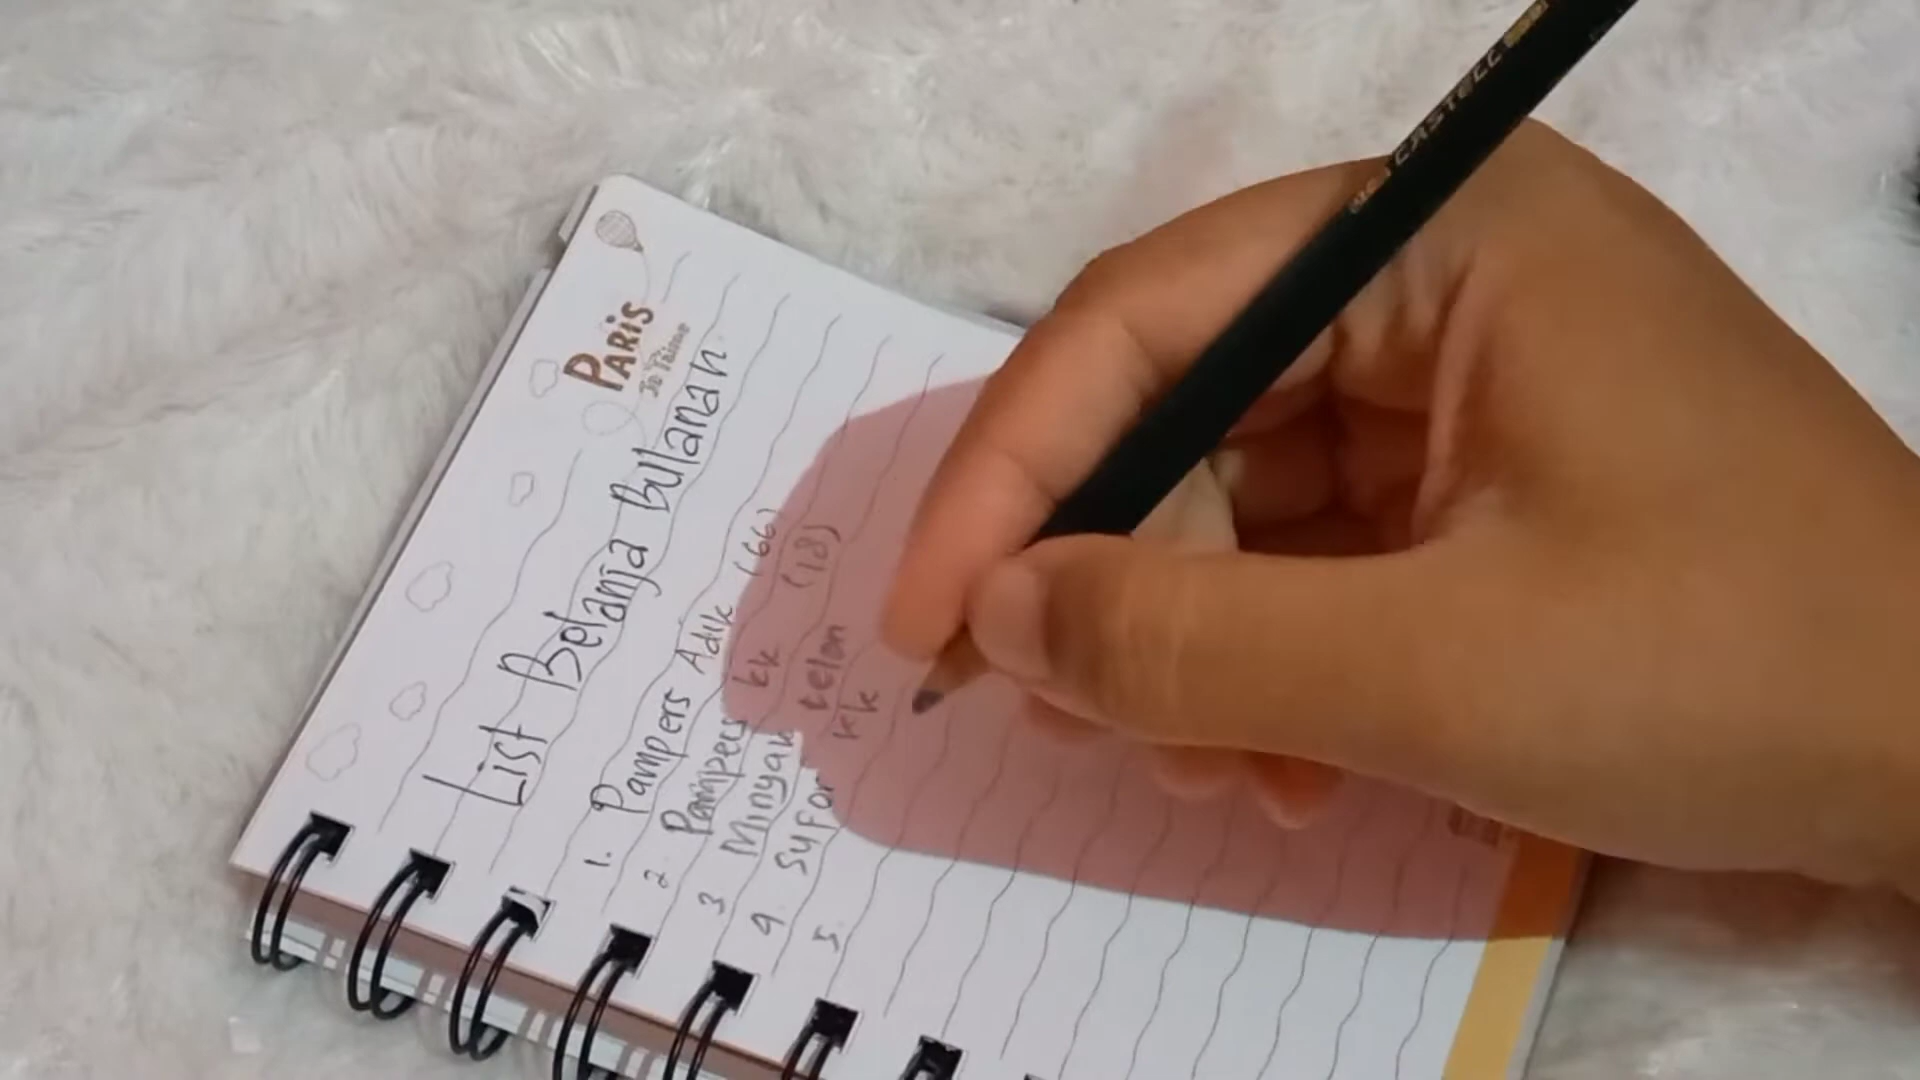 PARIS
Je T'aime
List Belanja Bulanan
1. Pampers Adik (66)
2. Pampers kk (18)
3 Minyak telon
4. Sufor kk
5.
CASTELL